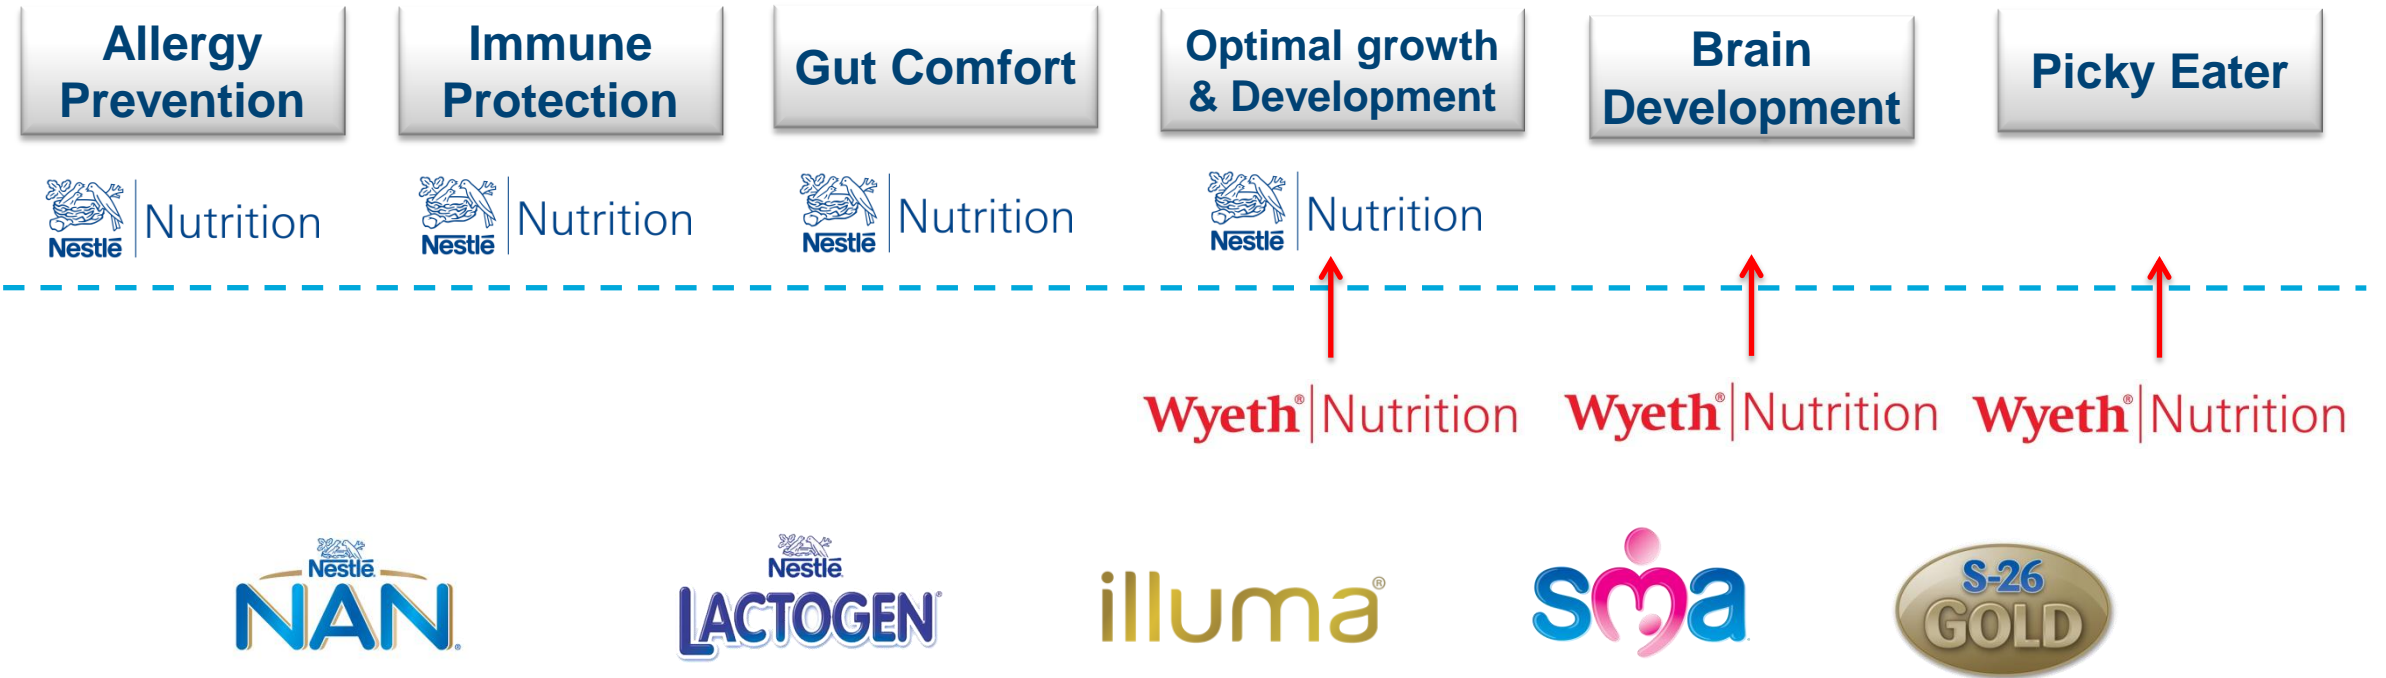 Allergy
Prevention
Immune
Protection
Gut Comfort
Optimal growth
& Development
Brain
Development
Picky Eater
Nestlé Nutrition
Nestlé Nutrition
Nestlé Nutrition
Nestlé Nutrition
Wyeth® Nutrition
Wyeth® Nutrition
Wyeth® Nutrition
Nestlé
NAN®
Nestlé
LACTOGEN®
illuma®
sma
S-26
GOLD